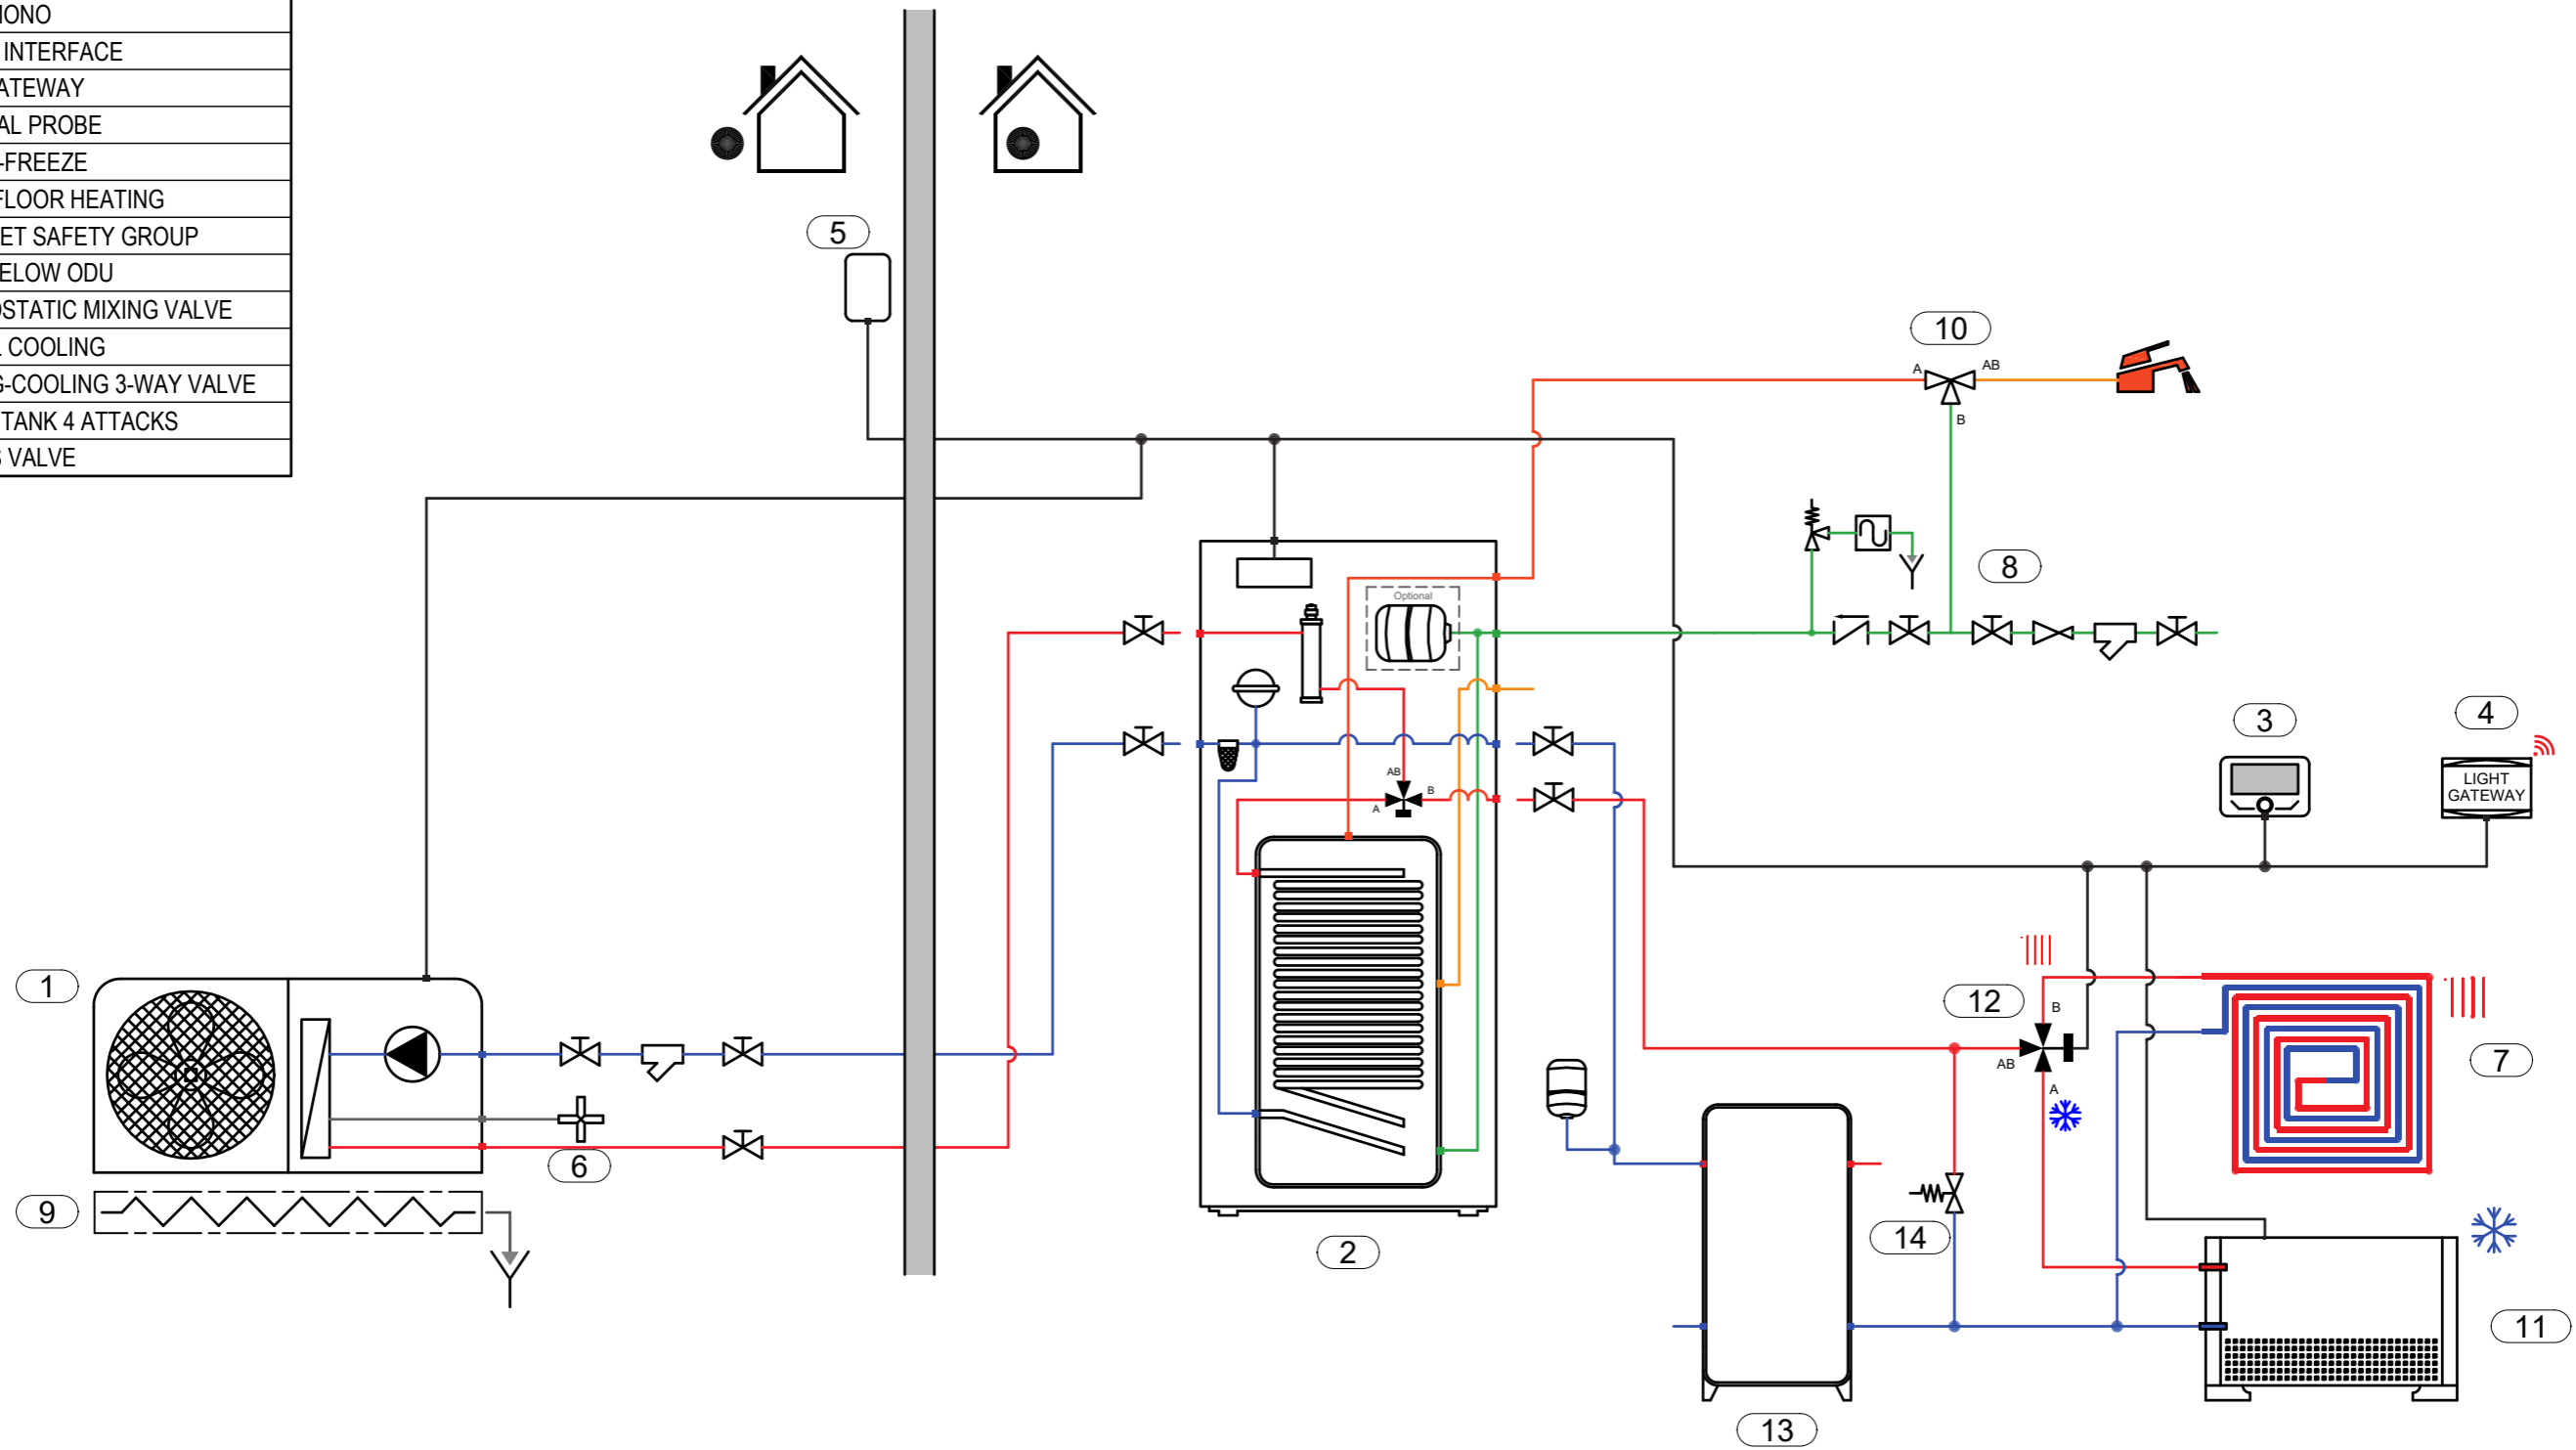 MONO
INTERFACE
GATEWAY
AL PROBE
-FREEZE
FLOOR HEATING
ET SAFETY GROUP
ELOW ODU
OSTATIC MIXING VALVE
COOLING
G-COOLING 3-WAY VALVE
TANK 4 ATTACKS
S VALVE
5
10
A
AB
B
8
Optional
3
4
LIGHT
GATEWAY
AB
A
B
1
12
B
AB
A
7
6
9
2
14
11
13